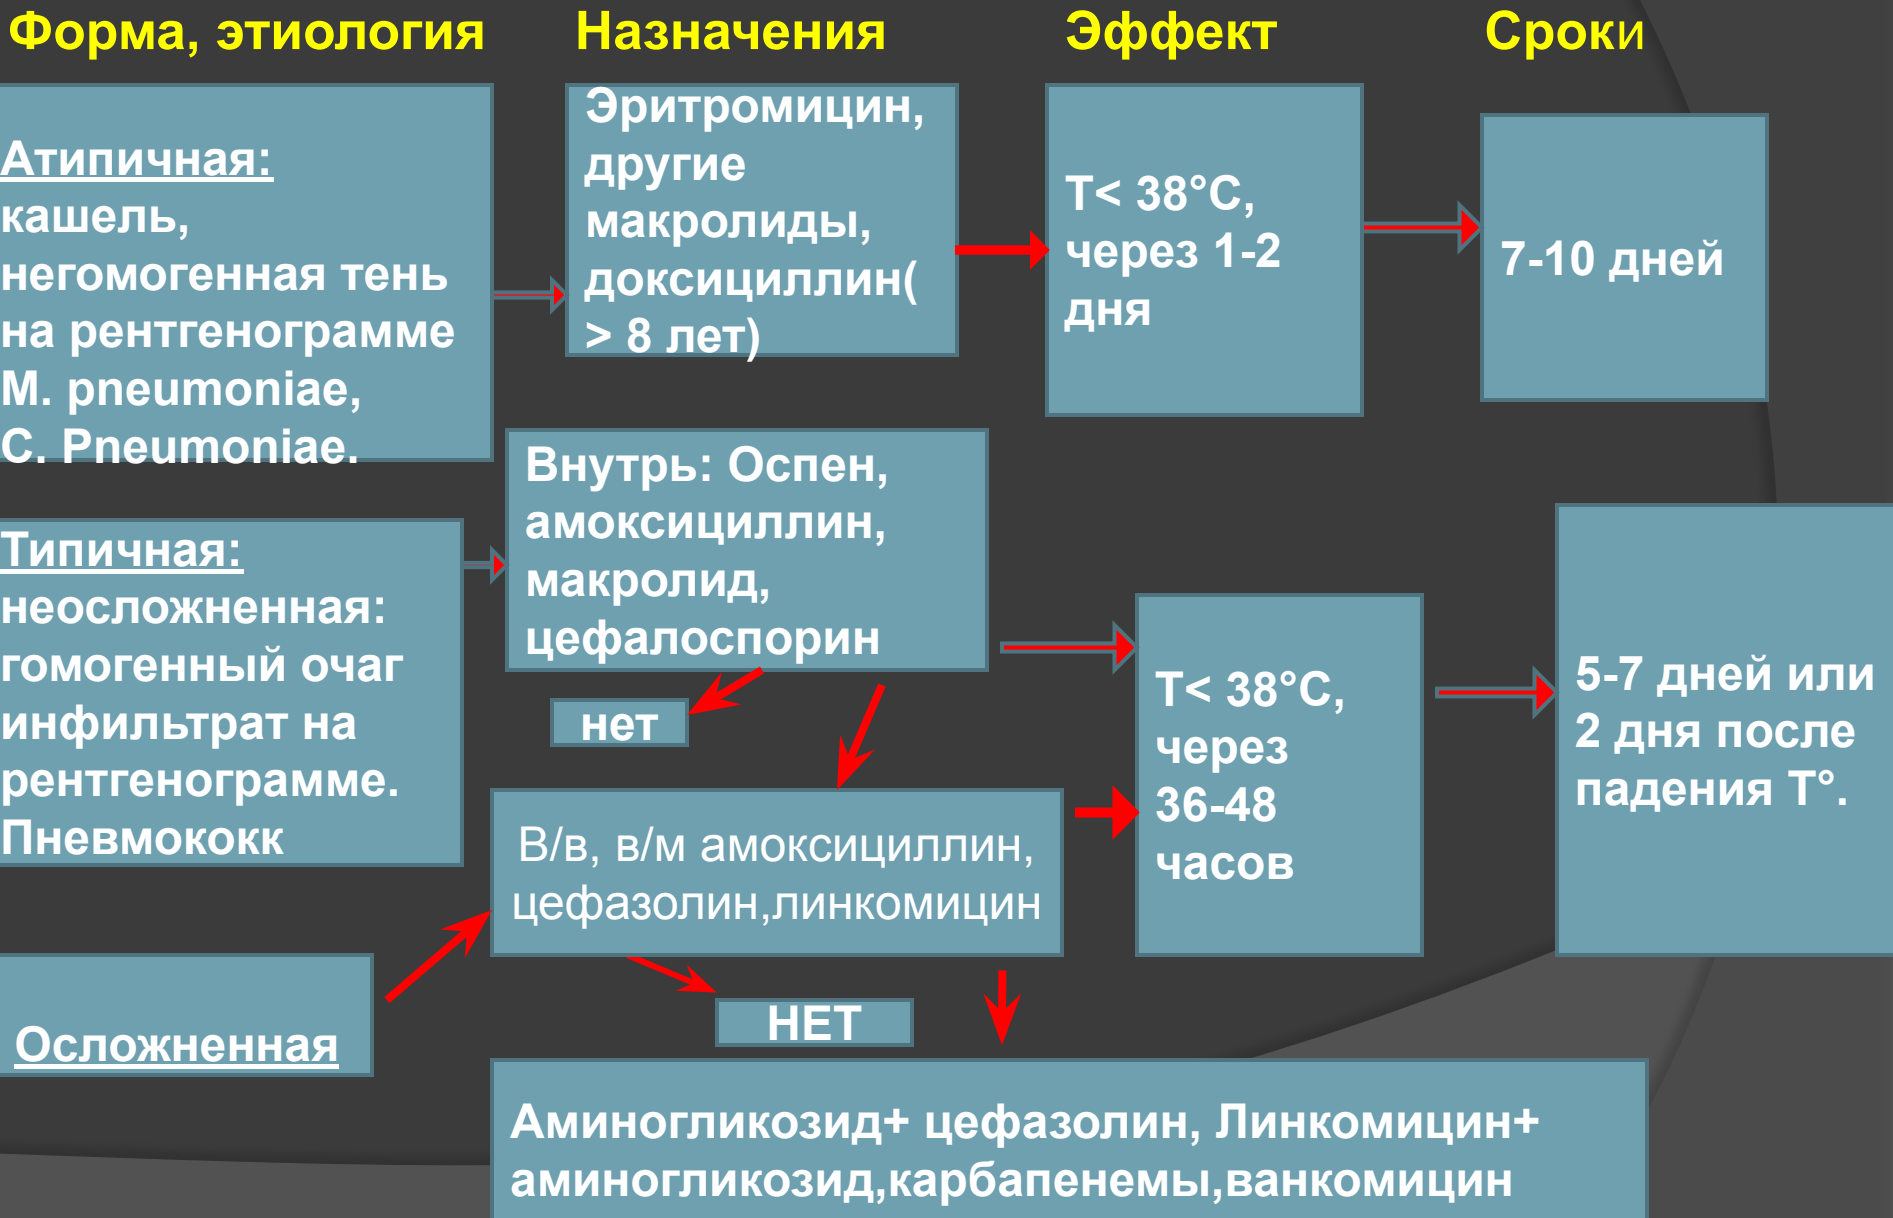 Форма, этиология
Назначения
Эффект
Сроки
Атипичная:
кашель,
негомогенная тень
на рентгенограмме
M. pneumoniae,
C. Pneumoniae.
Эритромицин,
другие
макролиды,
доксициллин(
> 8 лет)
T< 38°C,
через 1-2
дня
7-10 дней
Типичная:
неосложненная:
гомогенный очаг
инфильтрат на
рентгенограмме.
Пневмококк
Внутрь: Оспен,
амоксициллин,
макролид,
цефалоспорин
нет
В/в, в/м амоксициллин,
цефазолин,линкомицин
T< 38°C,
через
36-48
часов
5-7 дней или
2 дня после
падения T°.
Осложненная
НЕТ
Аминогликозид+ цефазолин, Линкомицин+
аминогликозид,карбапенемы,ванкомицин